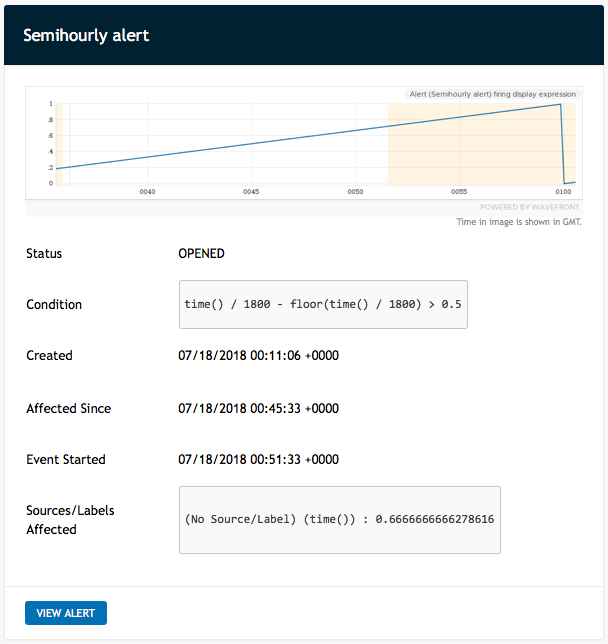 Semihourly alert
Alert (Semihourly alert) firing display expression
1
.8
.6
.4
.2
0
0040 0045 0050 0055 0100
POWERED BY WAVEFRONT
Time in image is shown in GMT.
Status OPENED
Condition time() / 1800 - floor(time() / 1800) > 0.5
Created 07/18/2018 00:11:06 +0000
Affected Since 07/18/2018 00:45:33 +0000
Event Started 07/18/2018 00:51:33 +0000
Sources/Labels
Affected
(No Source/Label) (time()) : 0.6666666666278616
VIEW ALERT